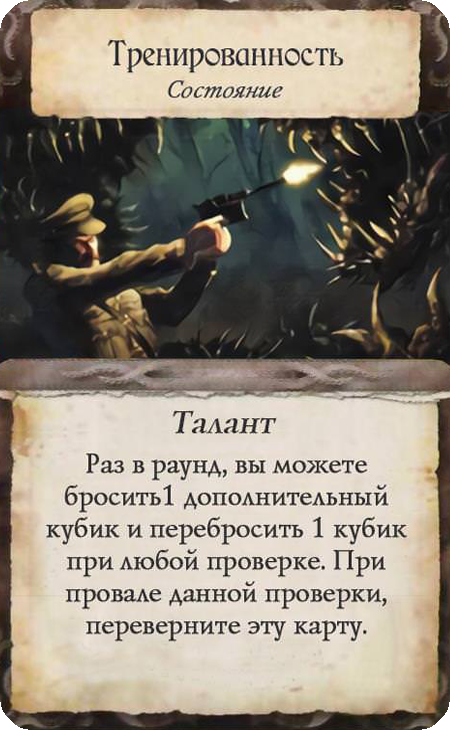 Тренированность
Состояние
Талант
Раз в раунд, вы можете
бросить1 дополнительный
кубик и перебросить 1 кубик
при любой проверке. При
провале данной проверки,
переверните эту карту.